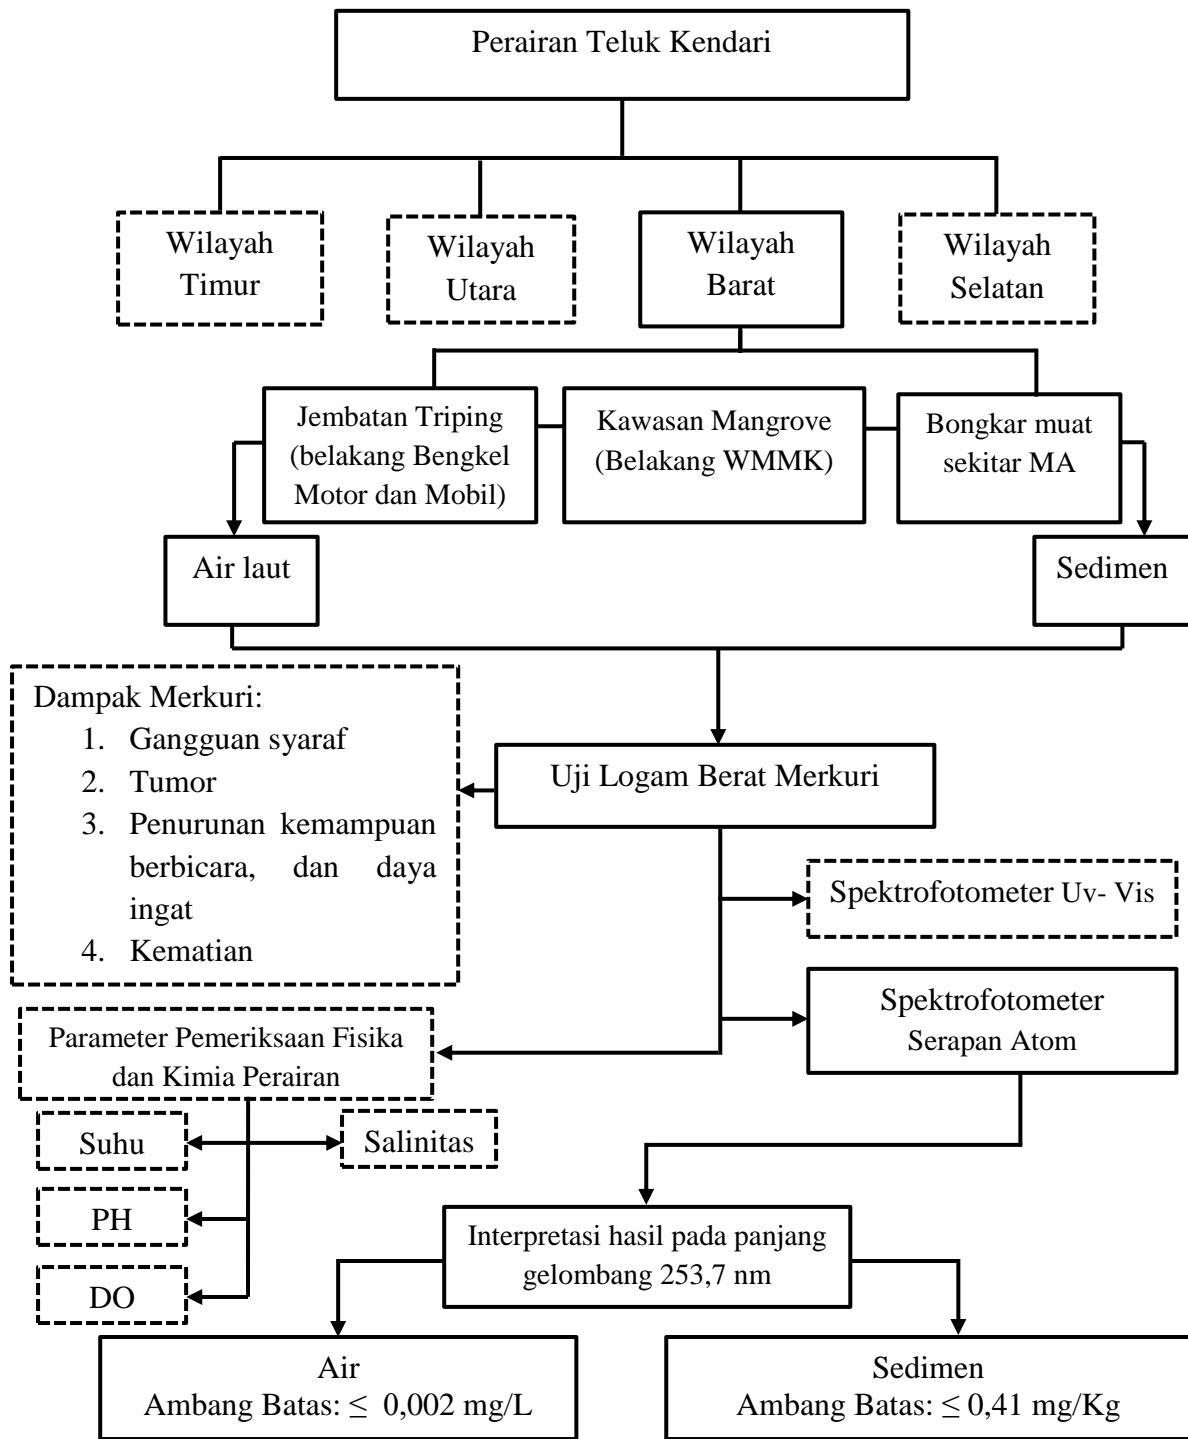 Perairan Teluk Kendari
Wilayah
Timur
Wilayah
Utara
Wilayah
Barat
Wilayah
Selatan
Jembatan Triping
(belakang Bengkel
Motor dan Mobil)
Kawasan Mangrove
(Belakang WMMK)
Bongkar muat
sekitar MA
Air laut
Sedimen
Dampak Merkuri:
1. Gangguan syaraf
2. Tumor
3. Penurunan kemampuan
berbicara, dan daya
ingat
4. Kematian
Uji Logam Berat Merkuri
Spektrofotometer Uv- Vis
Spektrofotometer
Serapan Atom
Parameter Pemeriksaan Fisika
dan Kimia Perairan
Suhu
Salinitas
PH
DO
Interpretasi hasil pada panjang
gelombang 253,7 nm
Air
Ambang Batas: ≤ 0,002 mg/L
Sedimen
Ambang Batas: ≤ 0,41 mg/Kg